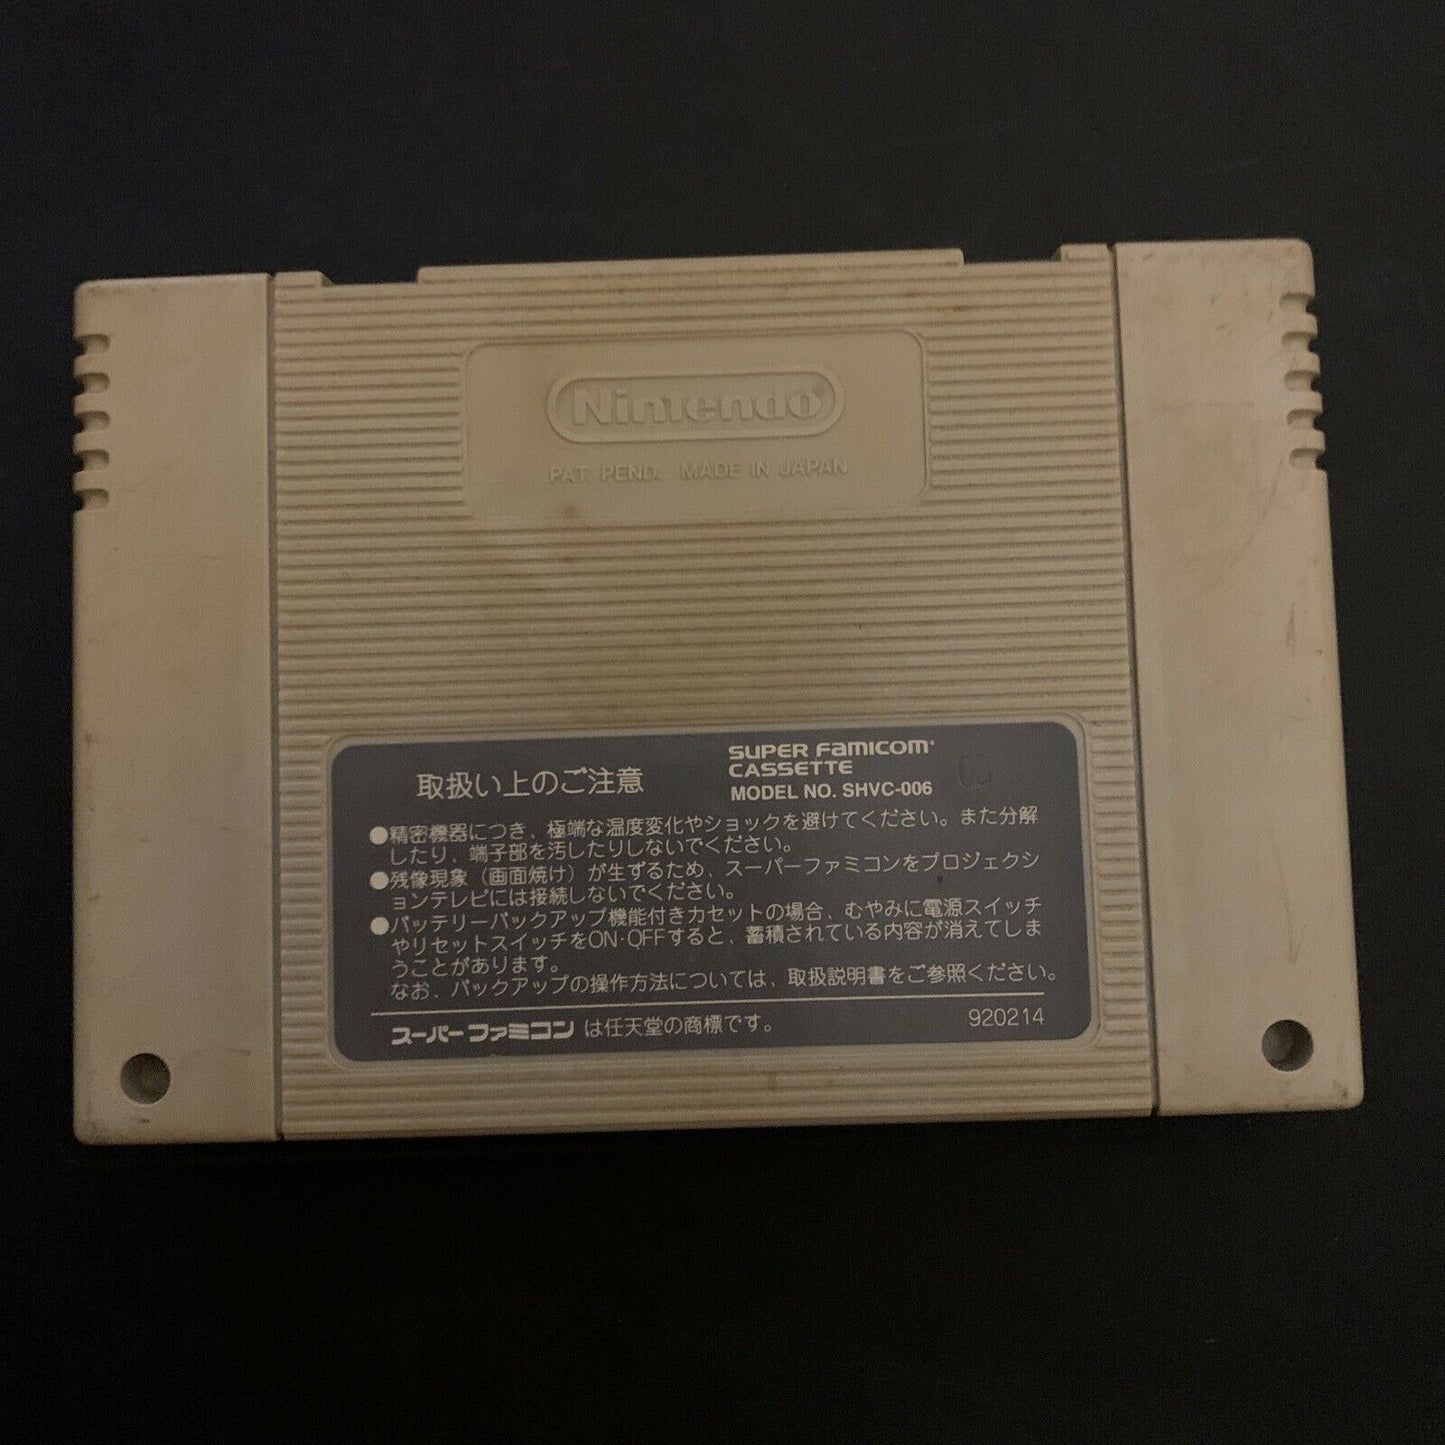 Nintendo®
PAT. PEND. MADE IN JAPAN
取扱い上のご注意
SUPER FAMICOM®
CASSETTE
MODEL NO. SHVC-006
●精密機器につき、極端な温度変化やショックを避けてください。また分解
したり、端子部を汚したりしないでください。
●残像現象（画面焼け）が生ずるため、スーパーファミコンをプロジェクシ
ョンテレビには接続しないでください。
●バッテリーバックアップ機能付きカセットの場合、むやみに電源スイッチ
やリセットスイッチをON・OFFすると、蓄積されている内容が消えてしま
うことがあります。
なお、バックアップの操作方法については、取扱説明書をご参照ください。
スーパーファミコン は任天堂の商標です。
920214